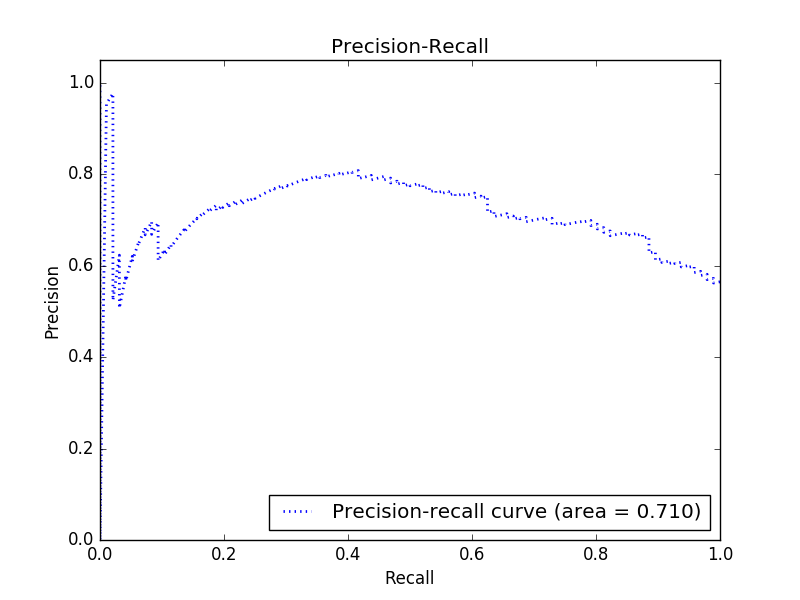 Precision-Recall
1.0
0.8
0.6
0.4
0.2
0.0
Precision
Precision-recall curve (area = 0.710)
0.0 0.2 0.4 0.6 0.8 1.0
Recall